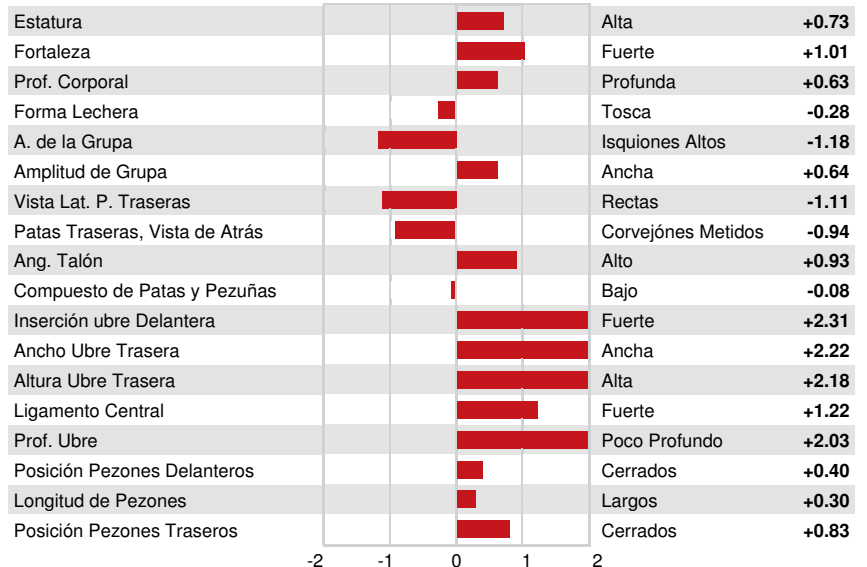 Estatura Alta +0.73
Fortaleza Fuerte +1.01
Prof. Corporal Profunda +0.63
Forma Lechera Tosca -0.28
A. de la Grupa Isquiones Altos -1.18
Amplitud de Grupa Ancha +0.64
Vista Lat. P. Traseras Rectas -1.11
Patas Traseras, Vista de Atrás Corvejónes Metidos -0.94
Ang. Talón Alto +0.93
Compuesto de Patas y Pezuñas Bajo -0.08
Inserción ubre Delantera Fuerte +2.31
Ancho Ubre Trasera Ancha +2.22
Altura Ubre Trasera Alta +2.18
Ligamento Central Fuerte +1.22
Prof. Ubre Poco Profundo +2.03
Posición Pezones Delanteros Cerrados +0.40
Longitud de Pezones Largos +0.30
Posición Pezones Traseros Cerrados +0.83
-2 -1 0 1 2